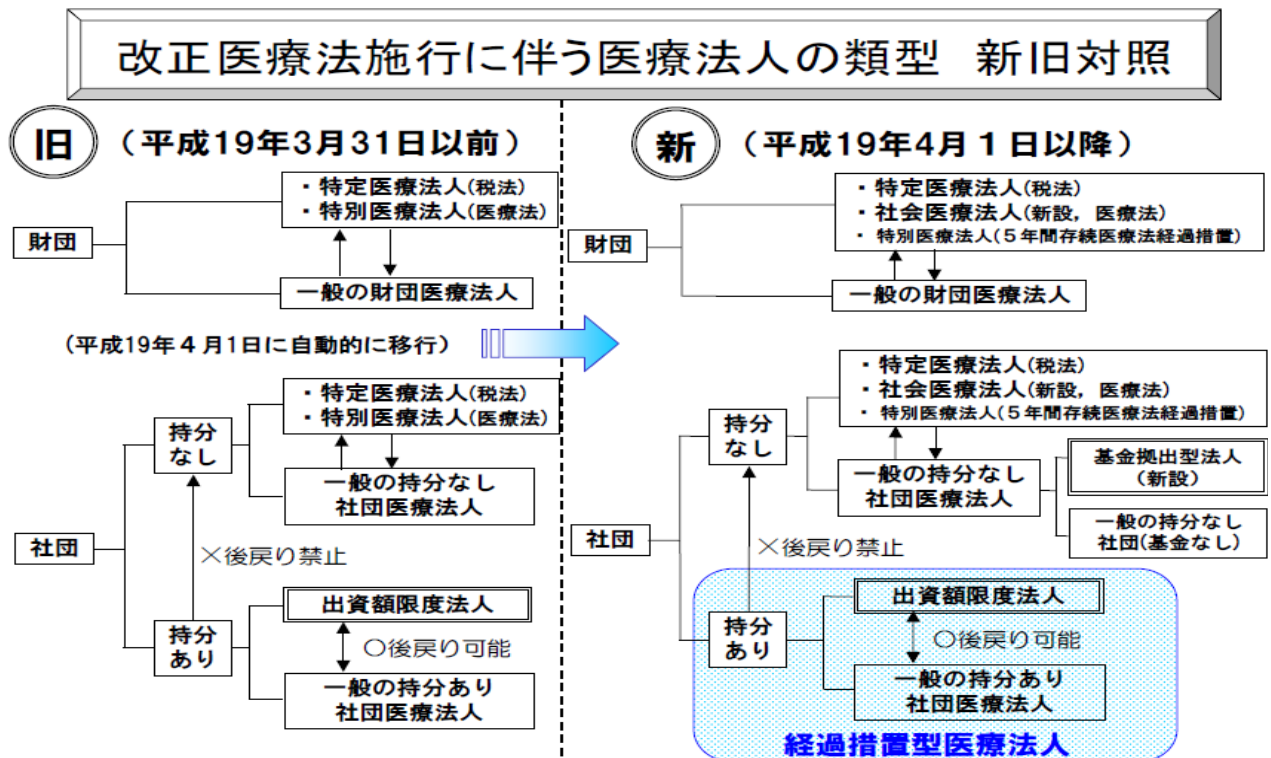 改正医療法施行に伴う医療法人の類型 新旧対照
旧
（平成19年3月31日以前）
財団
・特定医療法人(税法)
・特別医療法人(医療法)
一般の財団医療法人
（平成19年４月1日に自動的に移行）
社団
持分
なし
・特定医療法人(税法)
・特別医療法人(医療法)
一般の持分なし
社団医療法人
×後戻り禁止
持分
あり
出資額限度法人
○後戻り可能
一般の持分あり
社団医療法人
新
（平成19年4月１日以降）
財団
・特定医療法人(税法)
・社会医療法人(新設，医療法)
・特別医療法人(５年間存続医療法経過措置)
一般の財団医療法人
社団
持分
なし
・特定医療法人(税法)
・社会医療法人(新設，医療法)
・特別医療法人(５年間存続医療法経過措置)
一般の持分なし
社団医療法人
基金拠出型法人
（新設）
一般の持分なし
社団(基金なし)
×後戻り禁止
持分
あり
出資額限度法人
○後戻り可能
一般の持分あり
社団医療法人
経過措置型医療法人